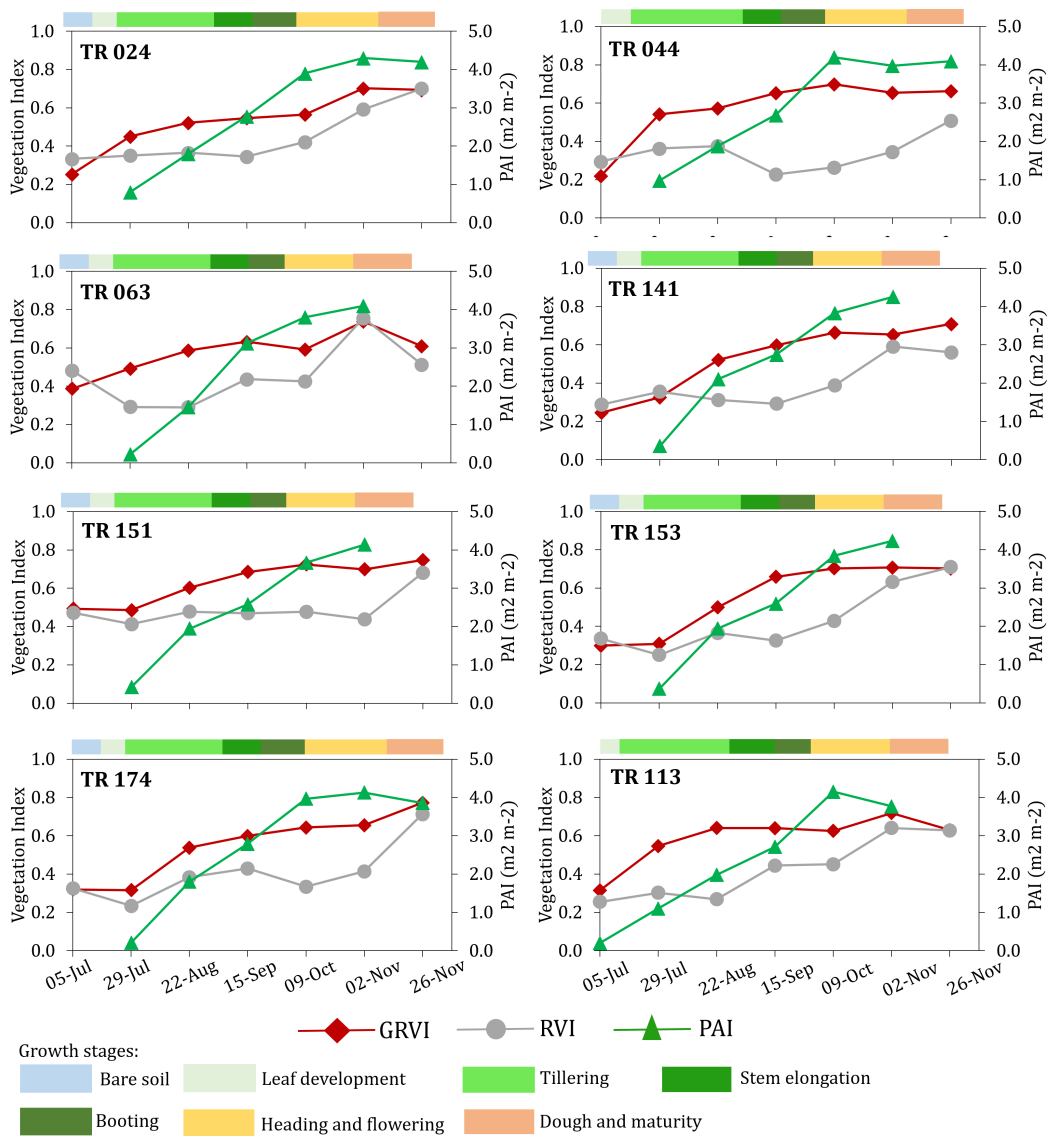 TR 024
Vegetation Index
1.0
0.8
0.6
0.4
0.2
0.0
5.0
4.0
3.0
2.0
1.0
0.0
PAI (m2 m-2)
TR 044
Vegetation Index
1.0
0.8
0.6
0.4
0.2
0.0
5.0
4.0
3.0
2.0
1.0
0.0
PAI (m2 m-2)
TR 063
Vegetation Index
1.0
0.8
0.6
0.4
0.2
0.0
5.0
4.0
3.0
2.0
1.0
0.0
PAI (m2 m-2)
TR 141
Vegetation Index
1.0
0.8
0.6
0.4
0.2
0.0
5.0
4.0
3.0
2.0
1.0
0.0
PAI (m2 m-2)
TR 151
Vegetation Index
1.0
0.8
0.6
0.4
0.2
0.0
5.0
4.0
3.0
2.0
1.0
0.0
PAI (m2 m-2)
TR 153
Vegetation Index
1.0
0.8
0.6
0.4
0.2
0.0
5.0
4.0
3.0
2.0
1.0
0.0
PAI (m2 m-2)
TR 174
Vegetation Index
1.0
0.8
0.6
0.4
0.2
0.0
5.0
4.0
3.0
2.0
1.0
0.0
PAI (m2 m-2)
05-Jul
29-Jul
22-Aug
15-Sep
09-Oct
02-Nov
26-Nov
TR 113
Vegetation Index
1.0
0.8
0.6
0.4
0.2
0.0
5.0
4.0
3.0
2.0
1.0
0.0
PAI (m2 m-2)
05-Jul
29-Jul
22-Aug
15-Sep
09-Oct
02-Nov
26-Nov
GRVI
RVI
PAI
Growth stages:
Bare soil
Leaf development
Tillering
Stem elongation
Booting
Heading and flowering
Dough and maturity